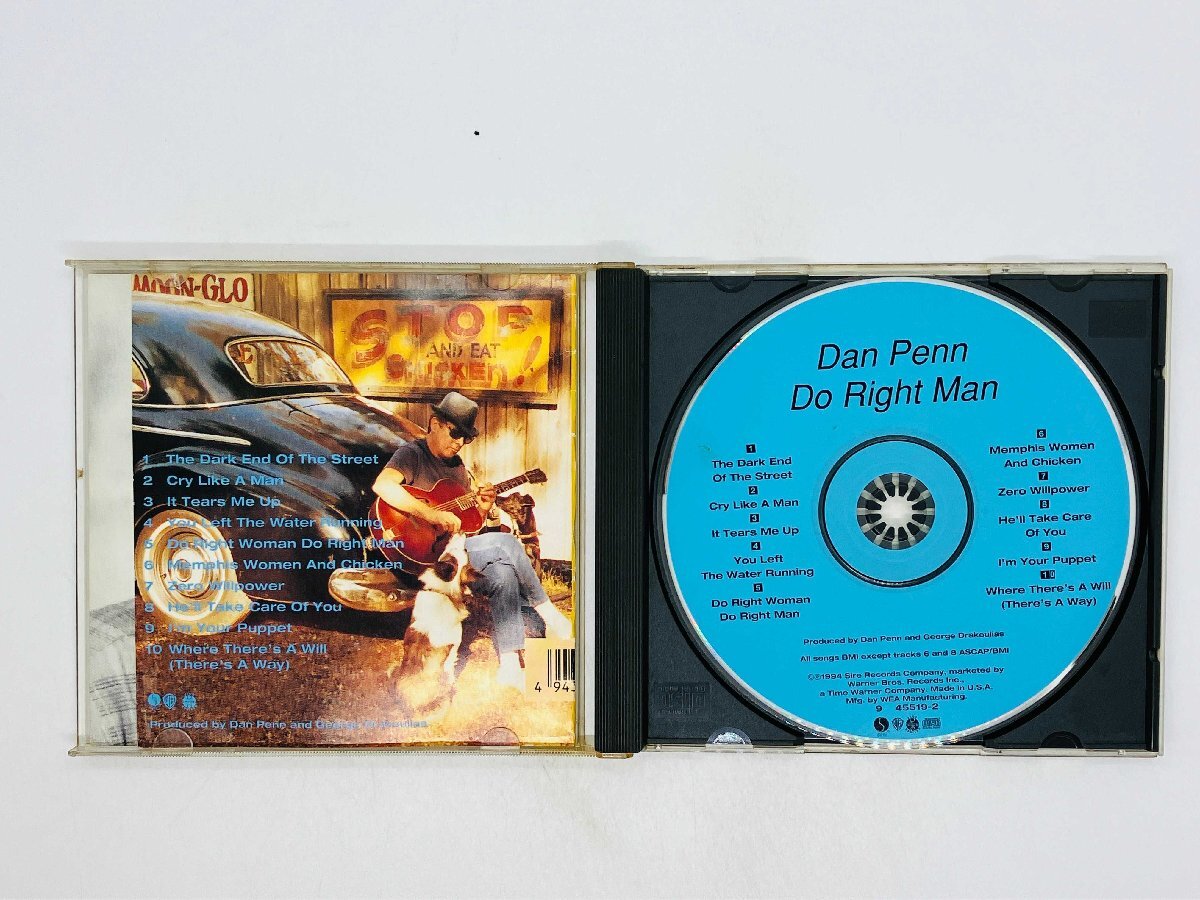 MOON-GLO
STOP
AND EAT
CHICKEN!
1 The Dark End Of The Street
2 Cry Like A Man
3 It Tears Me Up
4 You Left The Water Running
5 Do Right Woman Do Right Man
6 Memphis Women And Chicken
7 Zero Willpower
8 He'll Take Care Of You
9 I'm Your Puppet
10 Where There's A Will
(There's A Way)
Produced by Dan Penn and George Drakoulias
4 943
Dan Penn
Do Right Man
1
The Dark End
Of The Street
2
Cry Like A Man
3
It Tears Me Up
4
You Left
The Water Running
5
Do Right Woman
Do Right Man
6
Memphis Women
And Chicken
7
Zero Willpower
8
He'll Take Care
Of You
9
I'm Your Puppet
10
Where There's A Will
(There's A Way)
Produced by Dan Penn and George Drakoulias
All songs BMI except tracks 6 and 8 ASCAP/BMI
©℗1994 Sire Records Company, marketed by
Warner Bros. Records Inc.,
a Time Warner Company. Made in U.S.A.
Mfg. by WEA Manufacturing.
9 45519-2